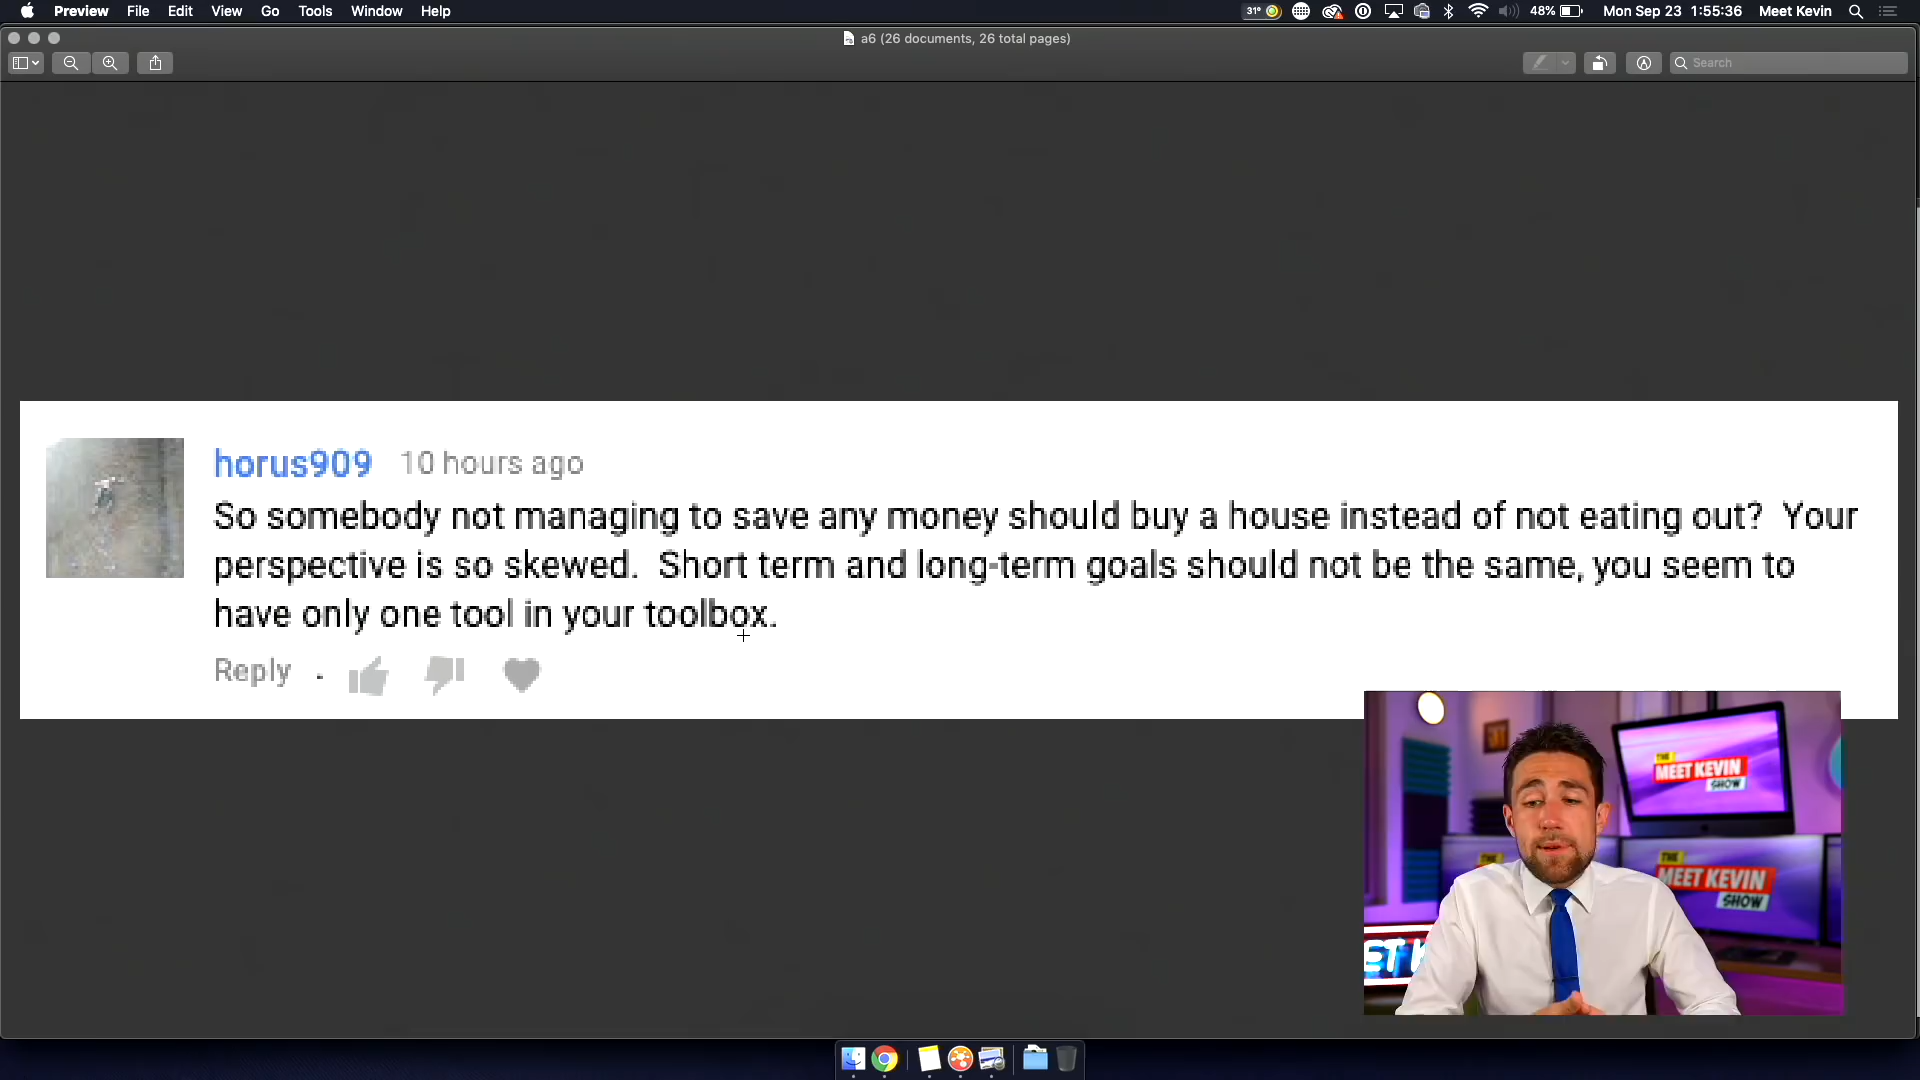 Preview File Edit View Go Tools Window Help 31° 48% Mon Sep 23 1:55:36 Meet Kevin
a6 (26 documents, 26 total pages)
Search
horus909 10 hours ago
So somebody not managing to save any money should buy a house instead of not eating out? Your
perspective is so skewed. Short term and long-term goals should not be the same, you seem to
have only one tool in your toolbox.
Reply
THE
MEET KEVIN
SHOW
THE
MEET KEVIN
SHOW
ET K